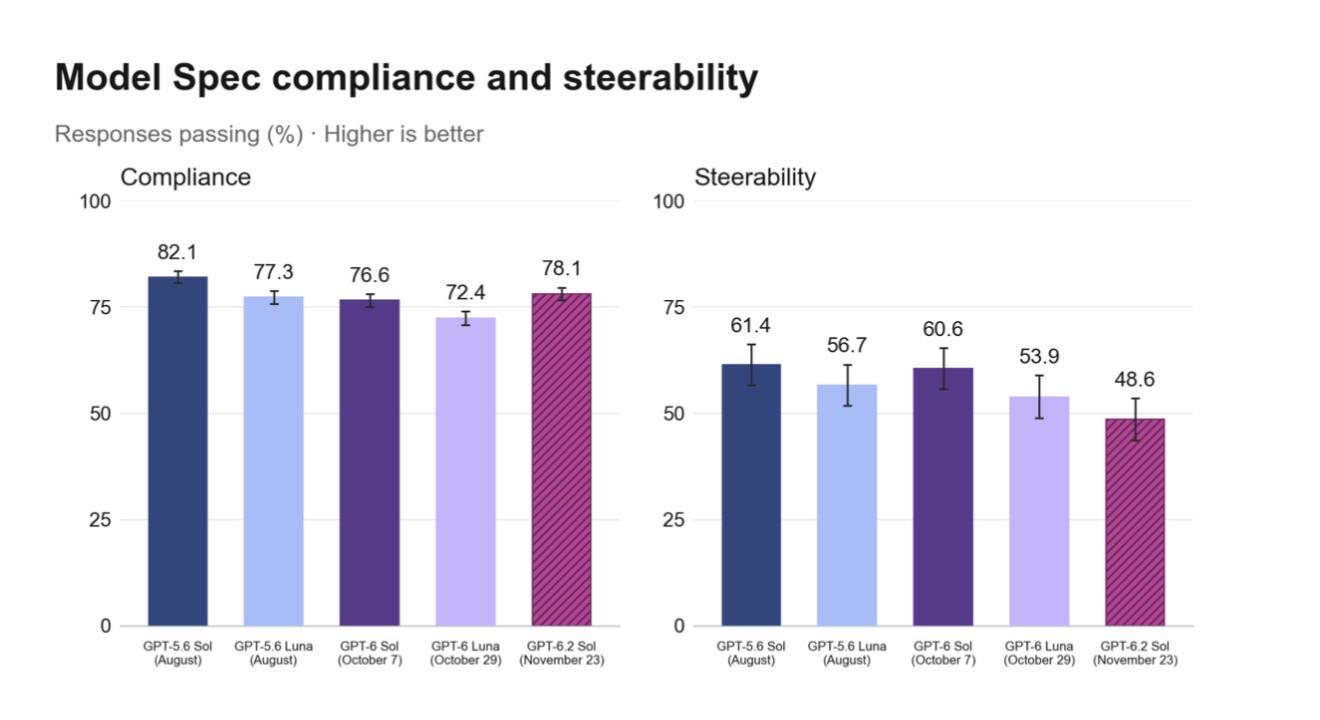 Model Spec compliance and steerability
Responses passing (%) · Higher is better
Compliance
100
75
50
25
0
82.1
77.3
76.6
72.4
78.1
GPT-5.6 Sol
(August)
GPT-5.6 Luna
(August)
GPT-6 Sol
(October 7)
GPT-6 Luna
(October 29)
GPT-6.2 Sol
(November 23)
Steerability
100
75
50
25
0
61.4
56.7
60.6
53.9
48.6
GPT-5.6 Sol
(August)
GPT-5.6 Luna
(August)
GPT-6 Sol
(October 7)
GPT-6 Luna
(October 29)
GPT-6.2 Sol
(November 23)